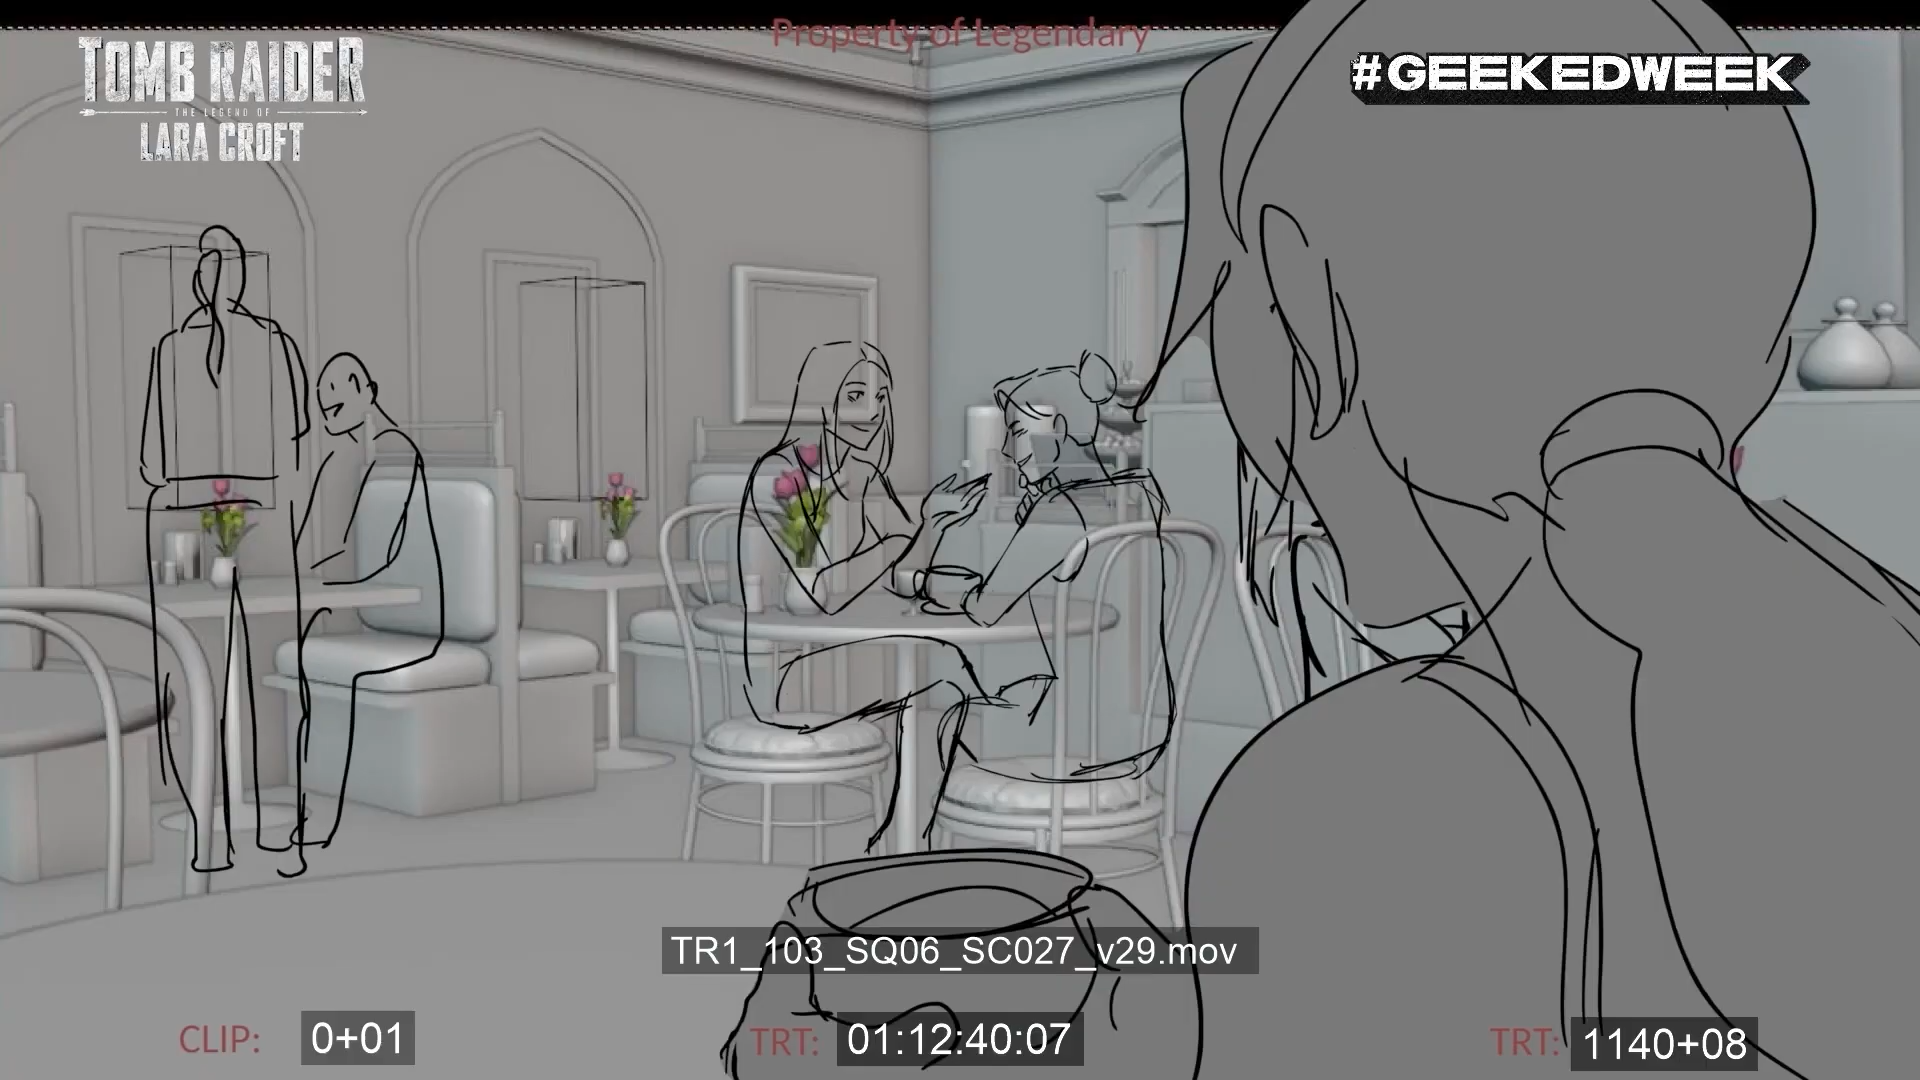 Property of Legendary
TOMB RAIDER
THE LEGEND OF
LARA CROFT
#GEEKEDWEEK
TR1_103_SQ06_SC027_v29.mov
CLIP: 0+01
TRT: 01:12:40:07
TRT: 1140+08